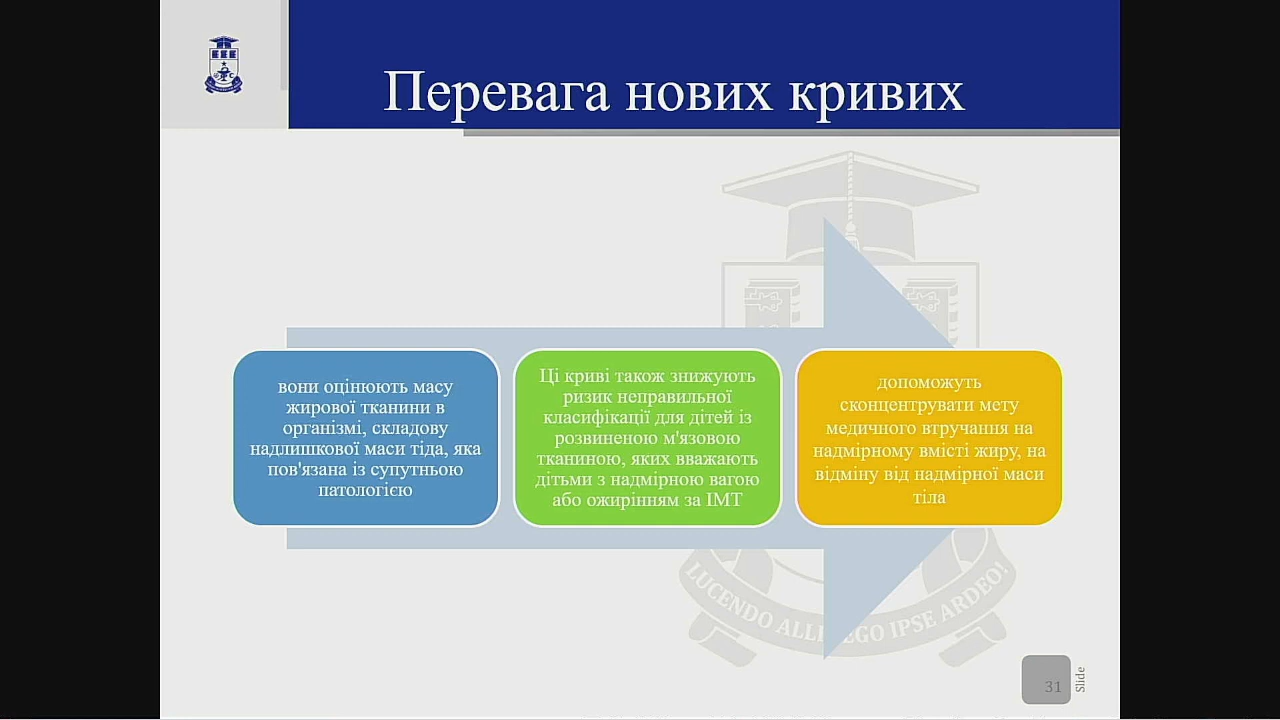 Перевага нових кривих
вони оцінюють масу
жирової тканини в
організмі, складову
надлишкової маси тіда, яка
пов'язана із супутньою
патологією
Ці криві також знижують
ризик неправильної
класифікації для дітей із
розвиненою м'язовою
тканиною, яких вважають
дітьми з надмірною вагою
або ожирінням за ІМТ
допоможуть
сконцентрувати мету
медичного втручання на
надмірному вмісті жиру, на
відміну від надмірної маси
тіла
31
Slide